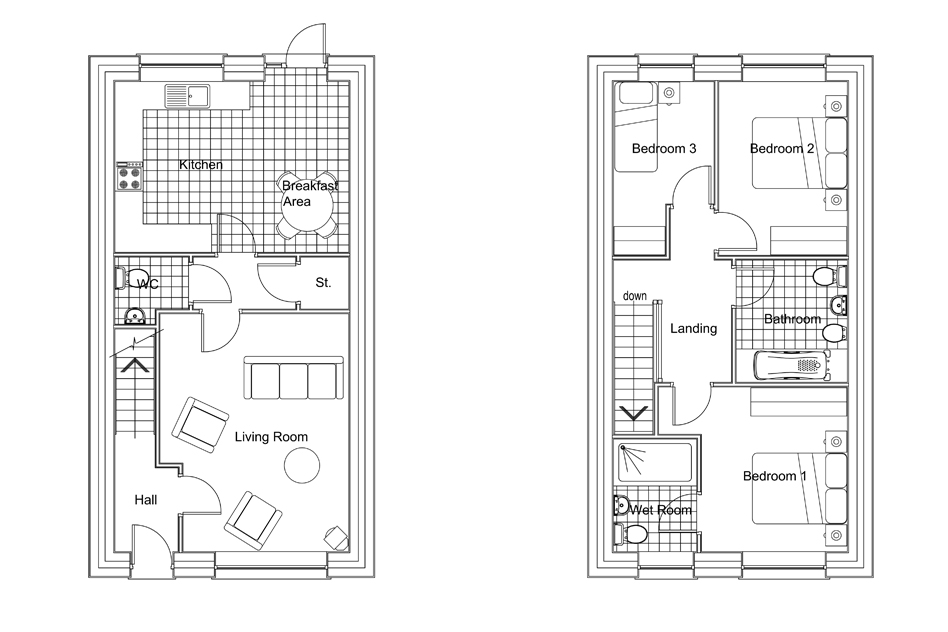 Kitchen
Breakfast
Area
WC
St.
Living Room
Hall
Bedroom 3
Bedroom 2
down
Landing
Bathroom
Bedroom 1
Wet Room